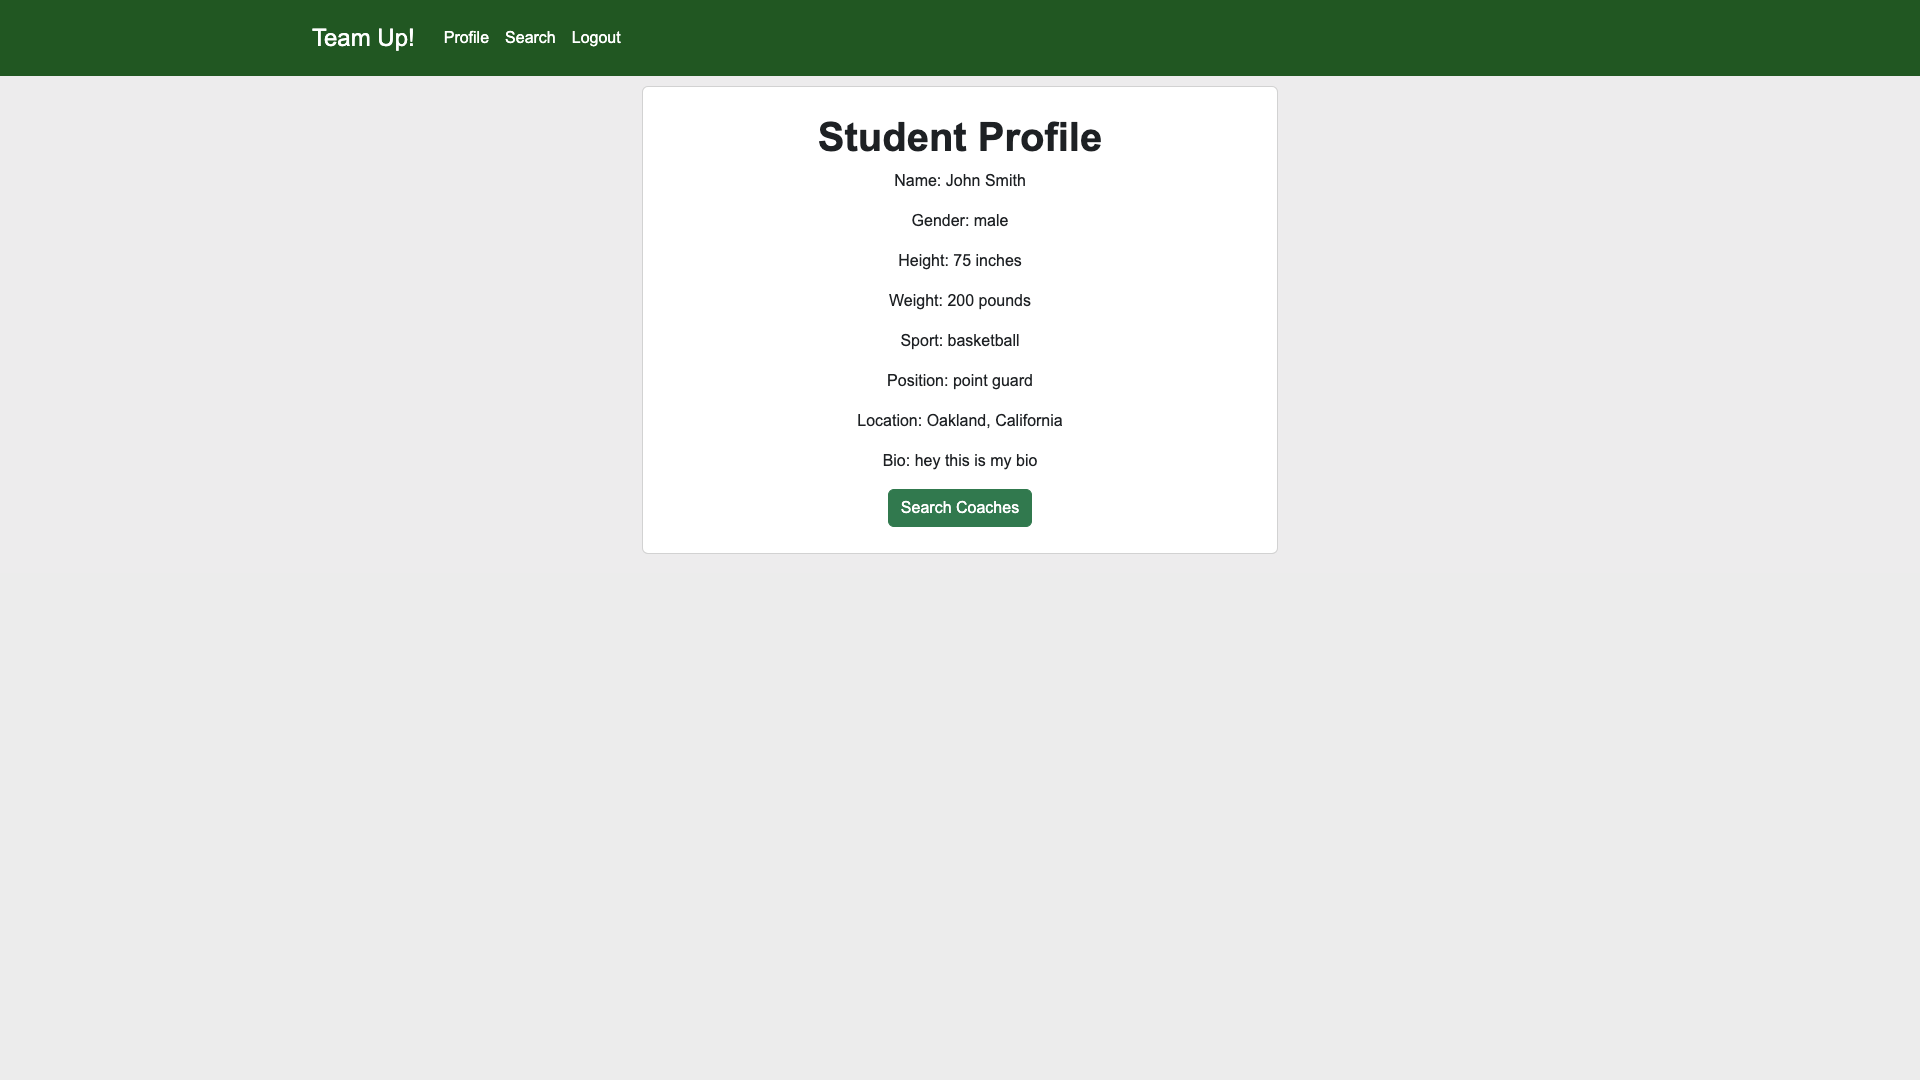 Team Up! Profile Search Logout
Student Profile
Name: John Smith
Gender: male
Height: 75 inches
Weight: 200 pounds
Sport: basketball
Position: point guard
Location: Oakland, California
Bio: hey this is my bio
Search Coaches